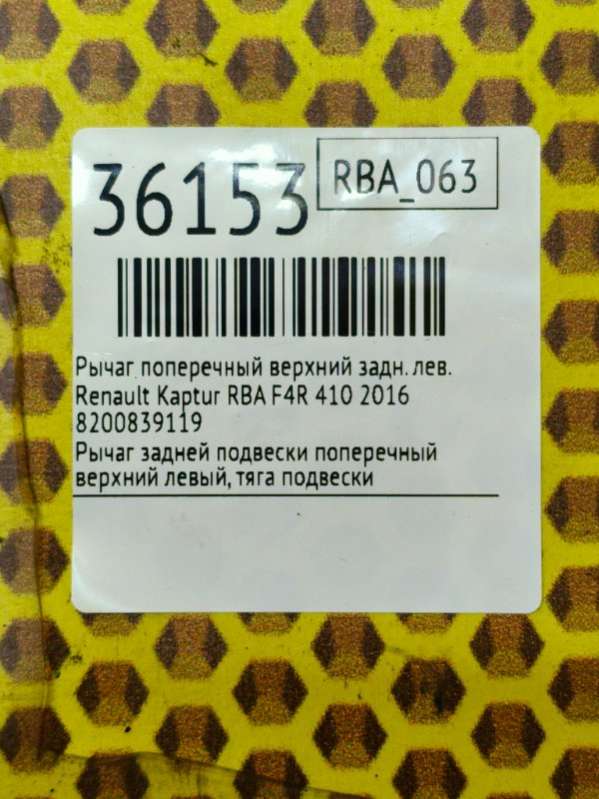 36153
RBA_063
Рычаг поперечный верхний задн. лев.
Renault Kaptur RBA F4R 410 2016
8200839119
Рычаг задней подвески поперечный
верхний левый, тяга подвески